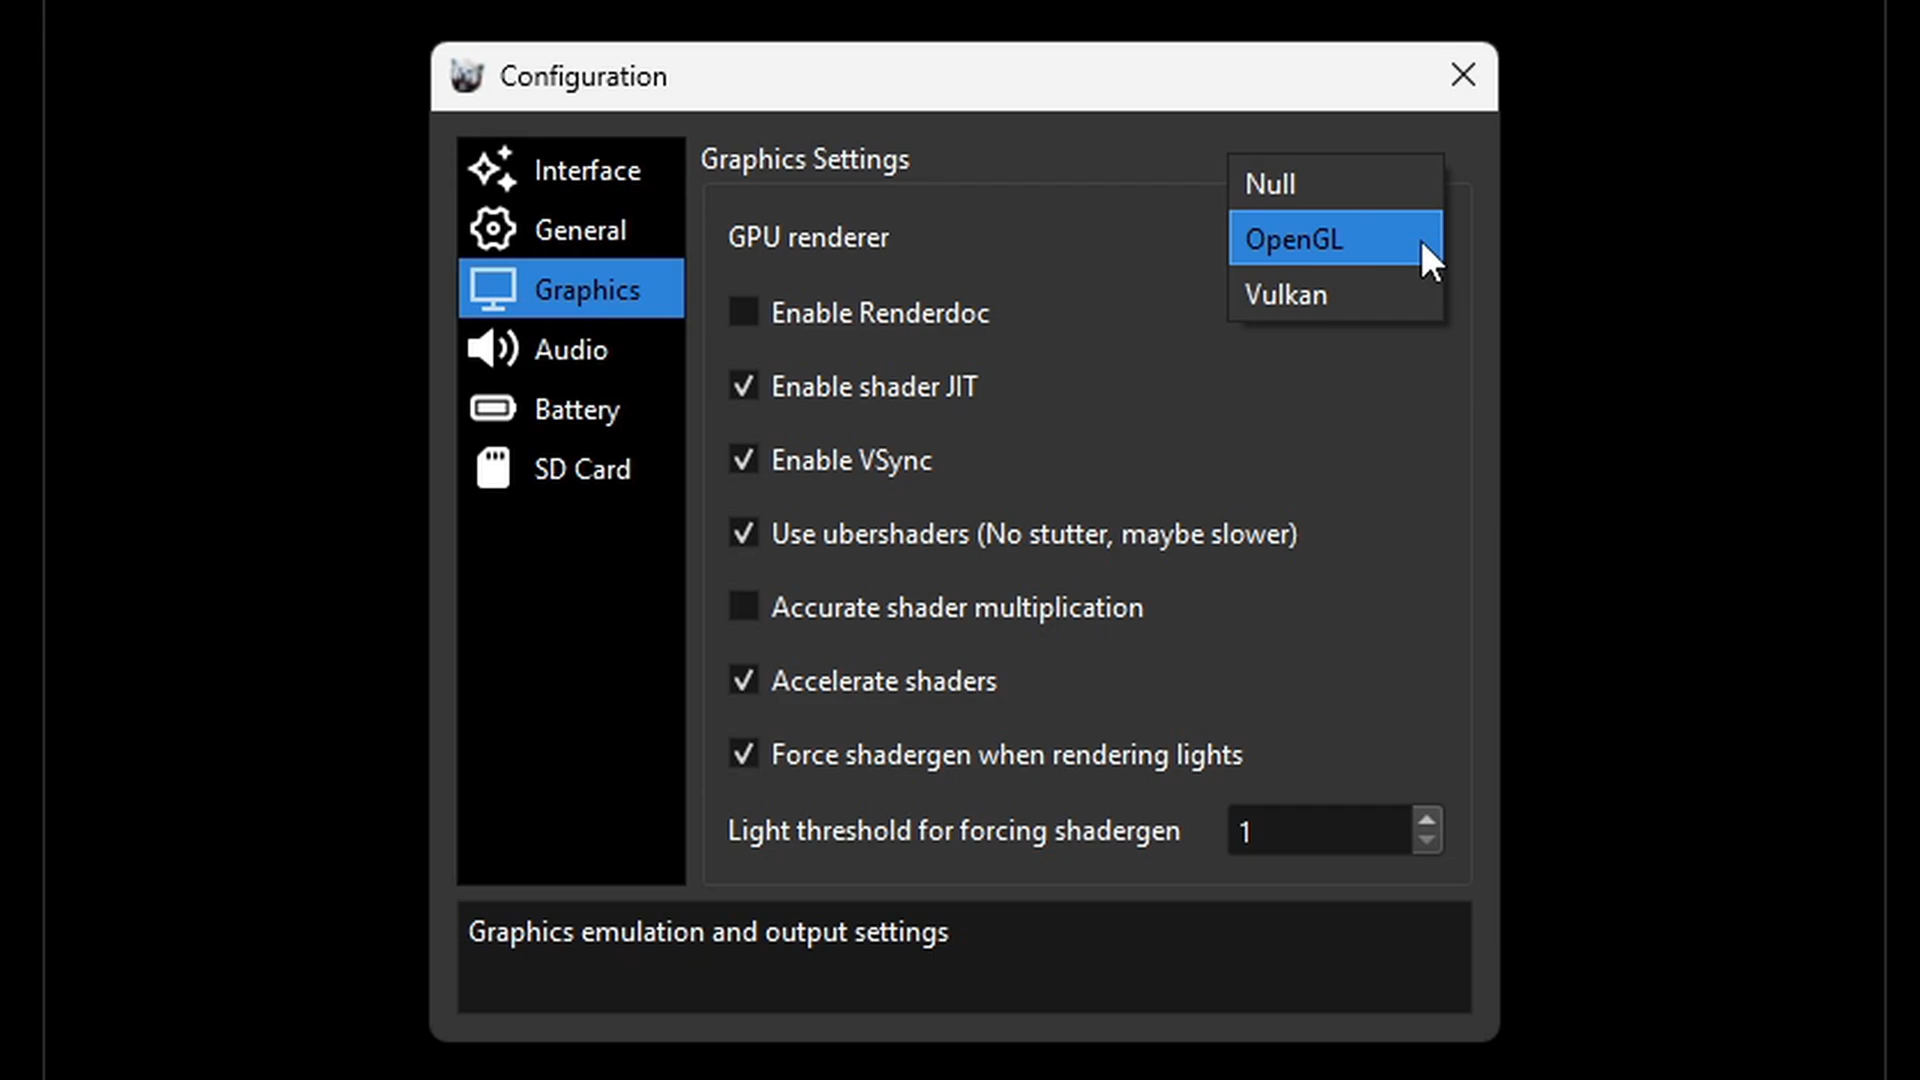 Configuration
Interface
General
Graphics
Audio
Battery
SD Card
Graphics Settings
GPU renderer
Null
OpenGL
Vulkan
Enable Renderdoc
Enable shader JIT
Enable VSync
Use ubershaders (No stutter, maybe slower)
Accurate shader multiplication
Accelerate shaders
Force shadergen when rendering lights
Light threshold for forcing shadergen
1
Graphics emulation and output settings